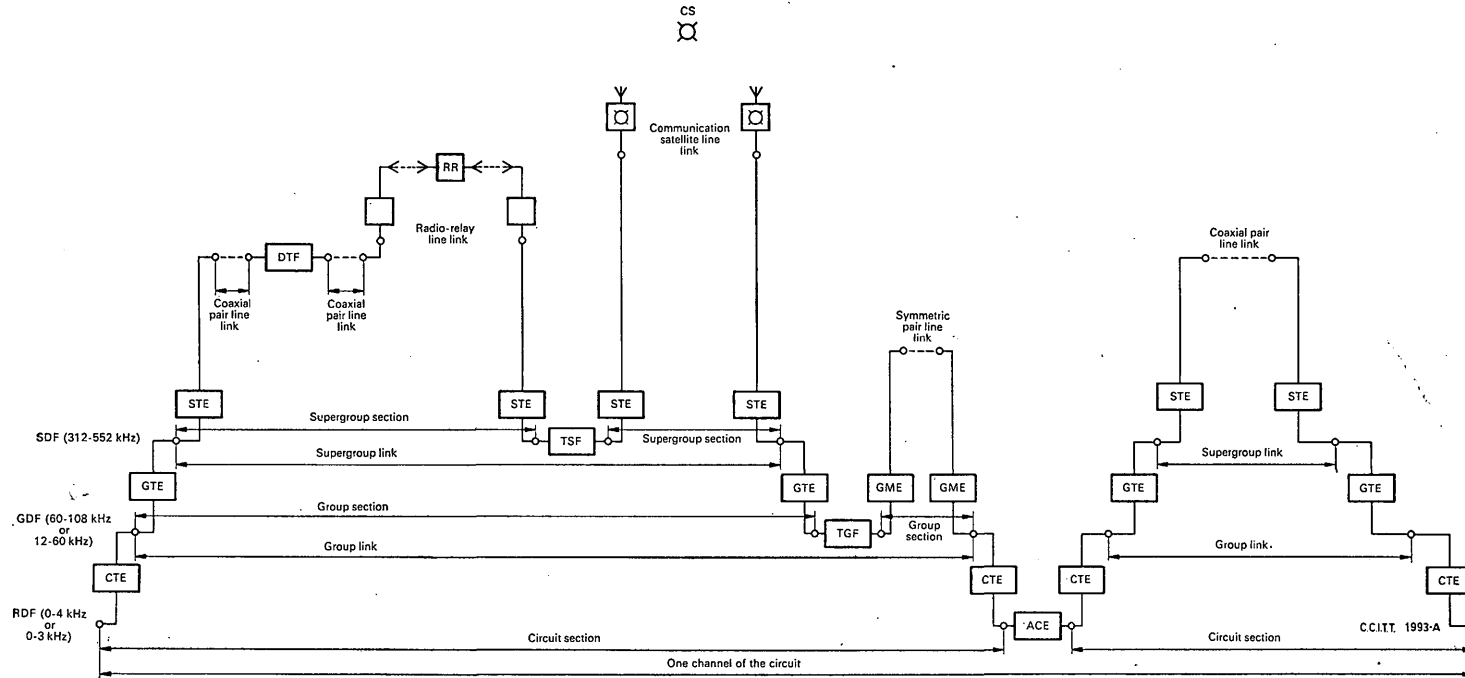 CS
Communication
satellite line
link
RR
Radio-relay
line link
Coaxial pair
line link
DTF
Coaxial
pair line
link
Coaxial
pair line
link
Symmetric
pair line
link
STE
STE
STE
STE
STE
STE
Supergroup section
SDF (312-552 kHz)
TSF
Supergroup section
Supergroup link
Supergroup link
GTE
GTE
GME
GME
GTE
GTE
Group section
GDF (60-108 kHz
or
12-60 kHz)
TGF
Group
section
Group link
Group link.
CTE
CTE
CTE
CTE
RDF (0-4 kHz
or
0-3 kHz)
ACE
C.C.I.T.T. 1993-A
Circuit section
Circuit section
One channel of the circuit